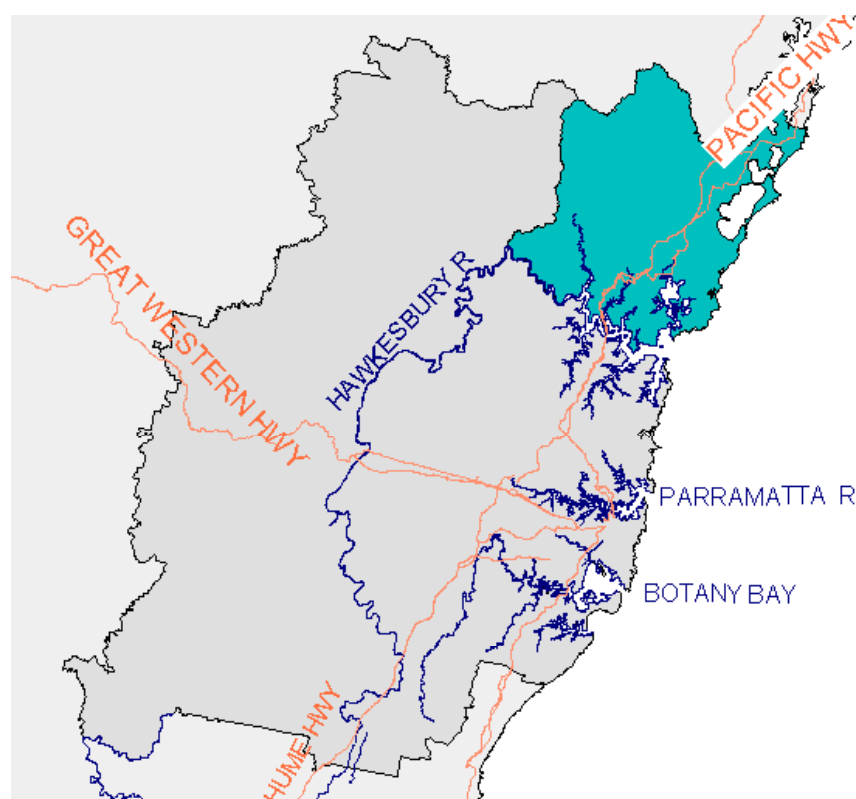 PACIFIC HWY
GREAT WESTERN HWY
HAWKESBURY R
PARRAMATTA R
BOTANY BAY
HUME HWY